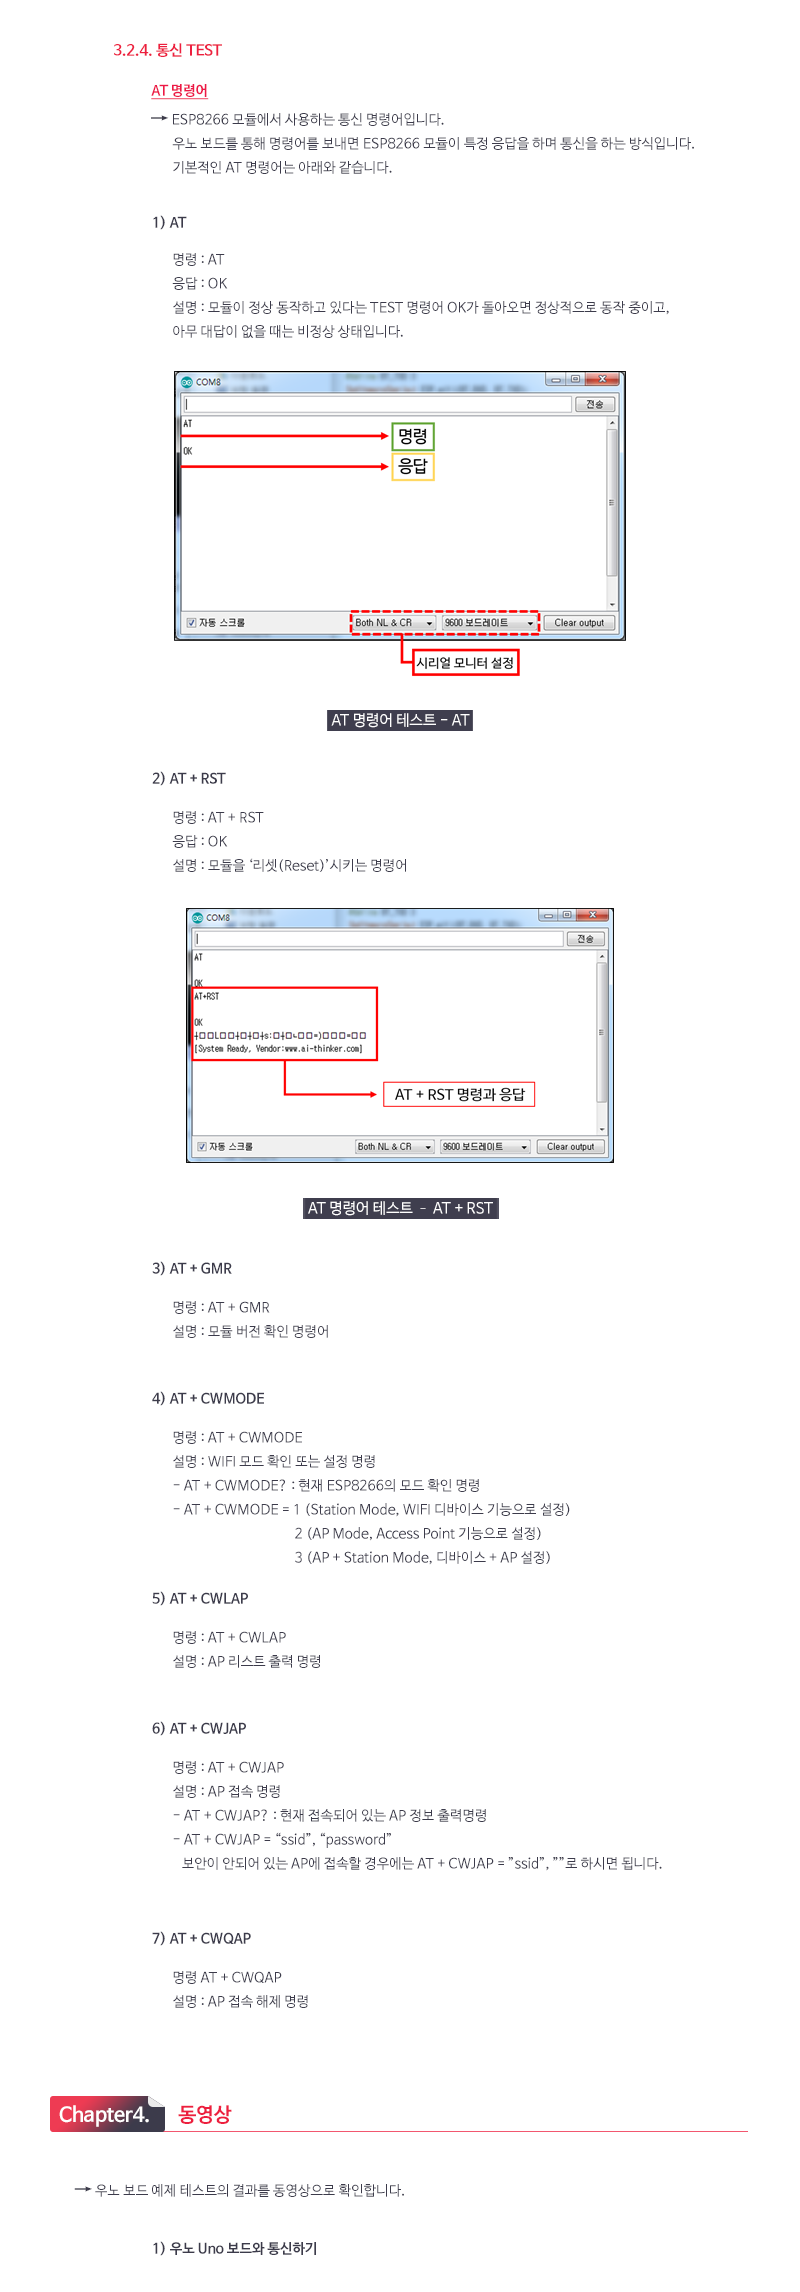 3.2.4. 통신 TEST
AT 명령어
→ ESP8266 모듈에서 사용하는 통신 명령어입니다.
우노 보드를 통해 명령어를 보내면 ESP8266 모듈이 특정 응답을 하며 통신을 하는 방식입니다.
기본적인 AT 명령어는 아래와 같습니다.
1) AT
명령 : AT
응답 : OK
설명 : 모듈이 정상 동작하고 있다는 TEST 명령어 OK가 돌아오면 정상적으로 동작 중이고,
아무 대답이 없을 때는 비정상 상태입니다.
COM8
전송
AT
명령
OK
응답
자동 스크롤 Both NL & CR 9600 보드레이트 Clear output
시리얼 모니터 설정
AT 명령어 테스트 - AT
2) AT + RST
명령 : AT + RST
응답 : OK
설명 : 모듈을 ‘리셋(Reset)’시키는 명령어
COM8
전송
AT
OK
AT+RST
OK
[System Ready, Vendor:www.ai-thinker.com]
AT + RST 명령과 응답
자동 스크롤 Both NL & CR 9600 보드레이트 Clear output
AT 명령어 테스트 - AT + RST
3) AT + GMR
명령 : AT + GMR
설명 : 모듈 버전 확인 명령어
4) AT + CWMODE
명령 : AT + CWMODE
설명 : WIFI 모드 확인 또는 설정 명령
- AT + CWMODE? : 현재 ESP8266의 모드 확인 명령
- AT + CWMODE = 1 (Station Mode, WIFI 디바이스 기능으로 설정)
2 (AP Mode, Access Point 기능으로 설정)
3 (AP + Station Mode, 디바이스 + AP 설정)
5) AT + CWLAP
명령 : AT + CWLAP
설명 : AP 리스트 출력 명령
6) AT + CWJAP
명령 : AT + CWJAP
설명 : AP 접속 명령
- AT + CWJAP? : 현재 접속되어 있는 AP 정보 출력명령
- AT + CWJAP = “ssid”, “password”
보안이 안되어 있는 AP에 접속할 경우에는 AT + CWJAP = ”ssid”, ””로 하시면 됩니다.
7) AT + CWQAP
명령 AT + CWQAP
설명 : AP 접속 해제 명령
Chapter4. 동영상
→ 우노 보드 예제 테스트의 결과를 동영상으로 확인합니다.
1) 우노 Uno 보드와 통신하기